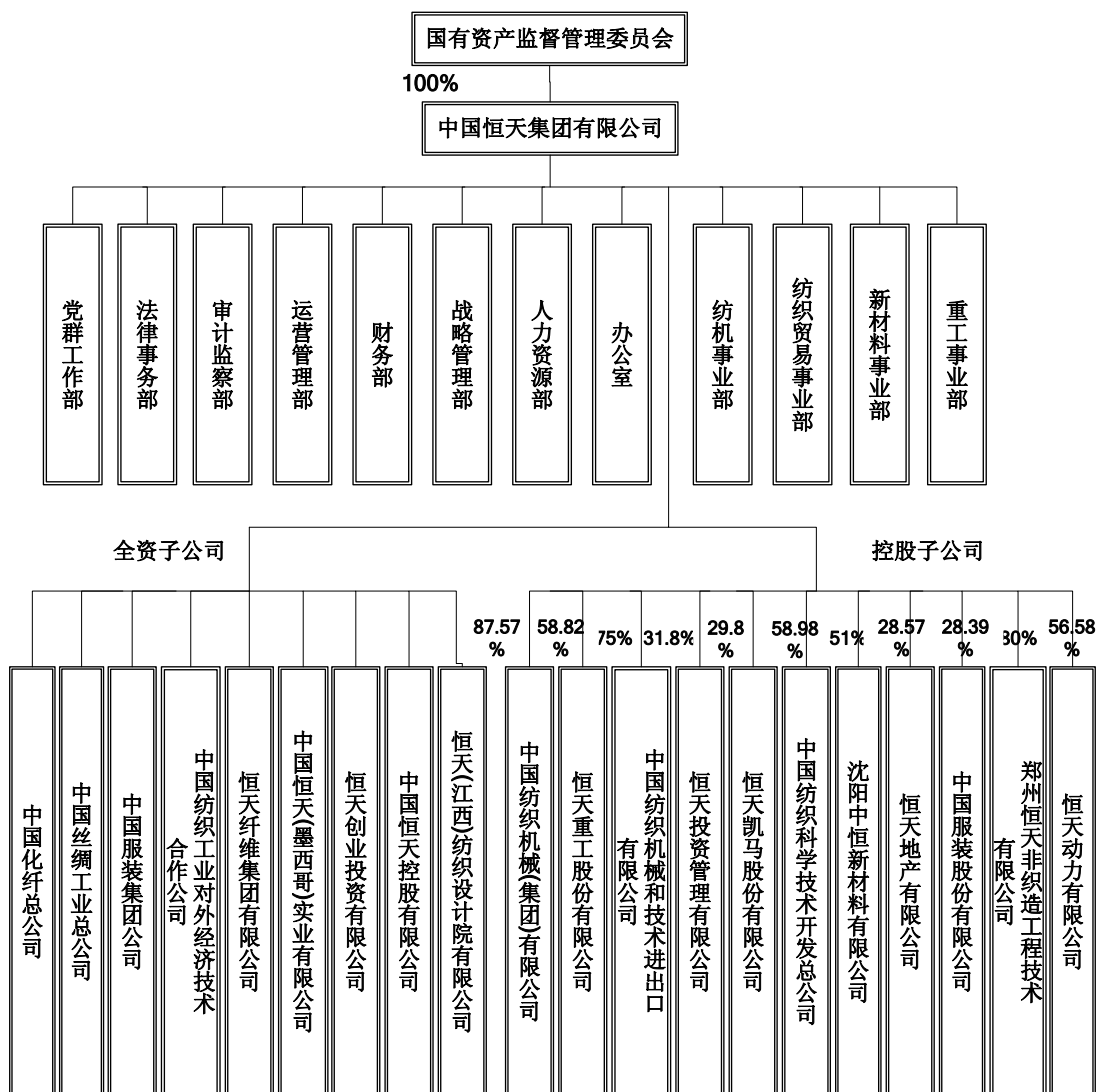 国有资产监督管理委员会
100%
中国恒天集团有限公司
党群工作部
法律事务部
审计监察部
运营管理部
财务部
战略管理部
人力资源部
办公室
纺机事业部
纺织贸易事业部
新材料事业部
重工事业部
全资子公司
控股子公司
87.57
%
58.82
%
75%
31.8%
29.8
%
58.98
%
51%
28.57
%
28.39
%
80%
56.58
%
中国化纤总公司
中国丝绸工业总公司
中国服装集团公司
中国纺织工业对外经济技术
合作公司
恒天纤维集团有限公司
中国恒天(墨西哥)实业有限公司
恒天创业投资有限公司
中国恒天控股有限公司
恒天(江西)纺织设计院有限公司
中国纺织机械(集团)有限公司
恒天重工股份有限公司
中国纺织机械和技术进出口
有限公司
恒天投资管理有限公司
恒天凯马股份有限公司
中国纺织科学技术开发总公司
沈阳中恒新材料有限公司
恒天地产有限公司
中国服装股份有限公司
郑州恒天非织造工程技术
有限公司
恒天动力有限公司